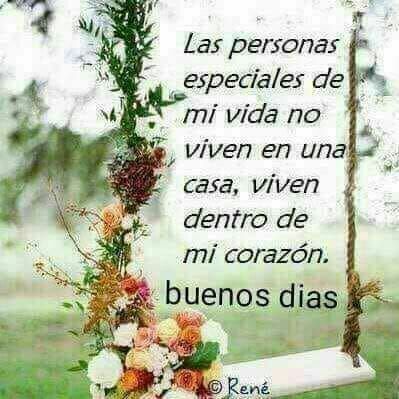 Las personas
especiales de
mi vida no
viven en una
casa, viven
dentro de
mi corazón.
buenos dias
© René